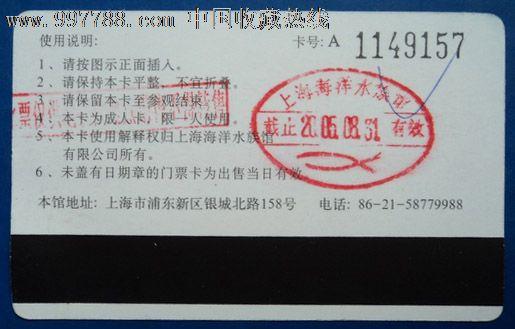 www.997788.com 中国收藏热线
使用说明: 卡号: A 1149157
1、请按图示正面插入。
2、请保持本卡平整，不宜折叠。
3、请保留本卡至参观结束
4、本卡为成人卡，限一人使用。
5、本卡使用解释权归上海海洋水族馆
有限公司所有。
6、未盖有日期章的门票卡为出售当日有效
本馆地址: 上海市浦东新区银城北路158号 电话: 86-21-58779988
上海海洋水族馆
截止 2006.08.31 有效